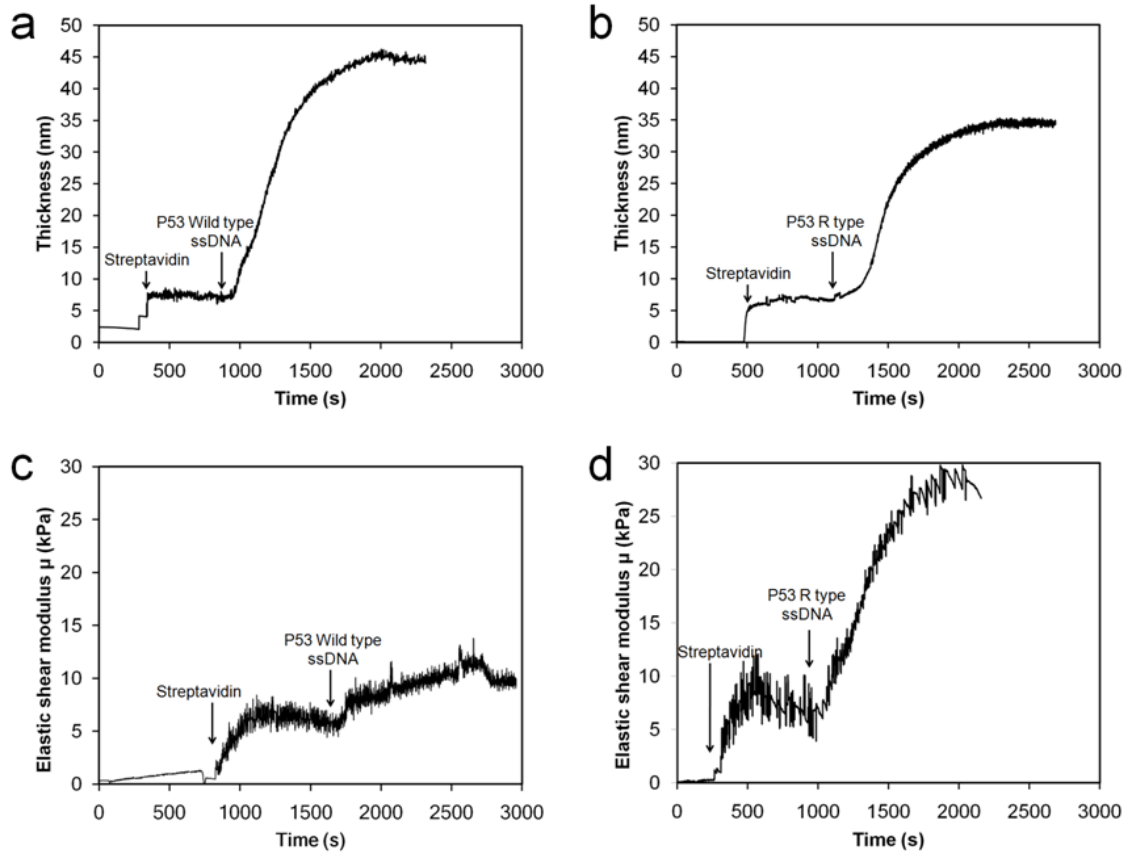 a
50
45
40
35
30
25
20
15
10
5
0
Thickness (nm)
P53 Wild type
ssDNA
Streptavidin
0 500 1000 1500 2000 2500 3000
Time (s)
b
50
45
40
35
30
25
20
15
10
5
0
Thickness (nm)
P53 R type
ssDNA
Streptavidin
0 500 1000 1500 2000 2500 3000
Time (s)
c
30
25
20
15
10
5
0
Elastic shear modulus μ (kPa)
P53 Wild type
ssDNA
Streptavidin
0 500 1000 1500 2000 2500 3000
Time (s)
d
30
25
20
15
10
5
0
Elastic shear modulus μ (kPa)
P53 R type
ssDNA
Streptavidin
0 500 1000 1500 2000 2500 3000
Time (s)